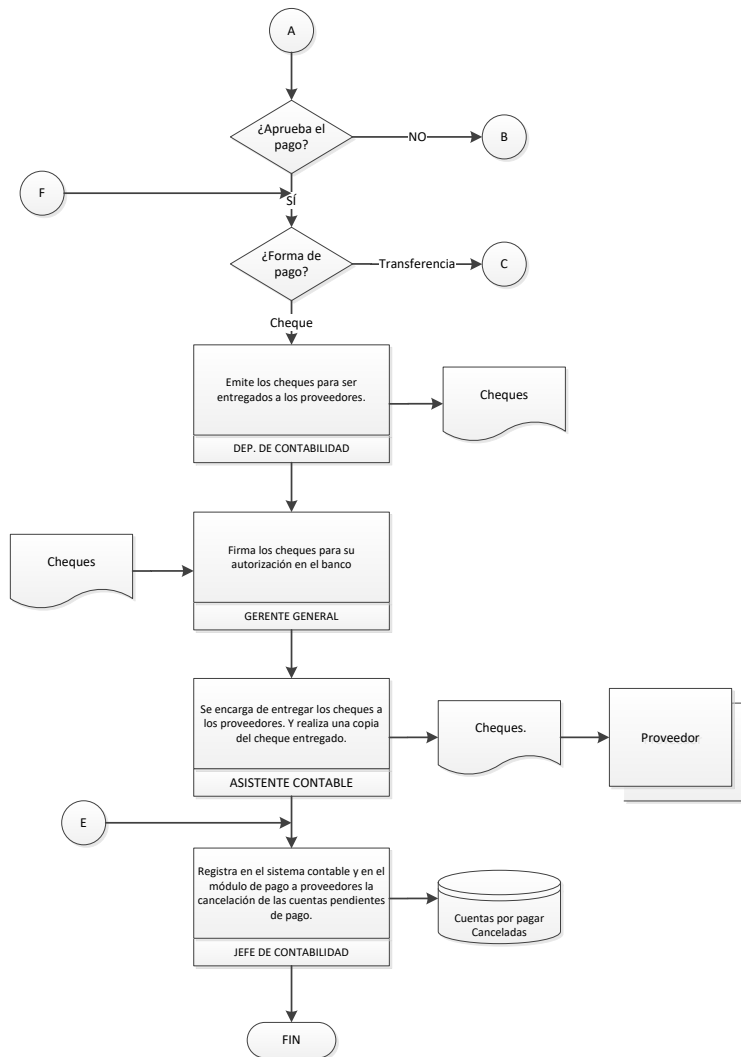 A
¿Aprueba el
pago?
NO
B
F
SÍ
¿Forma de
pago?
Transferencia
C
Cheque
Emite los cheques para ser
entregados a los proveedores.
Cheques
DEP. DE CONTABILIDAD
Cheques
Firma los cheques para su
autorización en el banco
GERENTE GENERAL
Se encarga de entregar los cheques a
los proveedores. Y realiza una copia
del cheque entregado.
Cheques.
Proveedor
ASISTENTE CONTABLE
E
Registra en el sistema contable y en el
módulo de pago a proveedores la
cancelación de las cuentas pendientes
de pago.
Cuentas por pagar
Canceladas
JEFE DE CONTABILIDAD
FIN